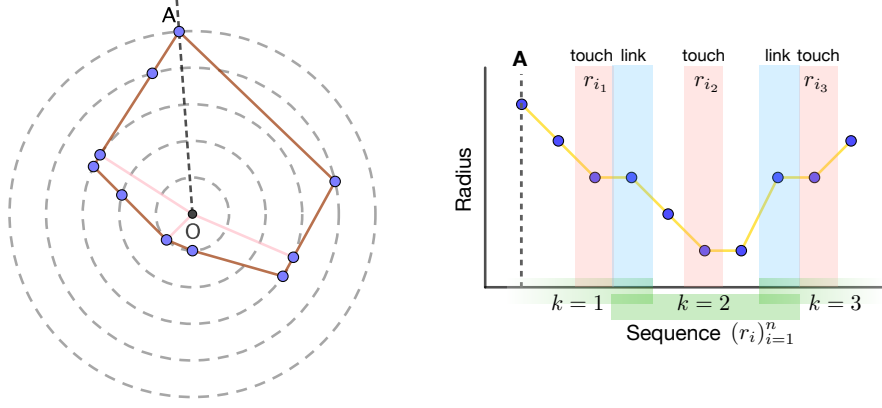 A
O
A
touch link touch link touch
r_{i_1} r_{i_2} r_{i_3}
Radius
k = 1 k = 2 k = 3
Sequence (r_i)_{i=1}^n